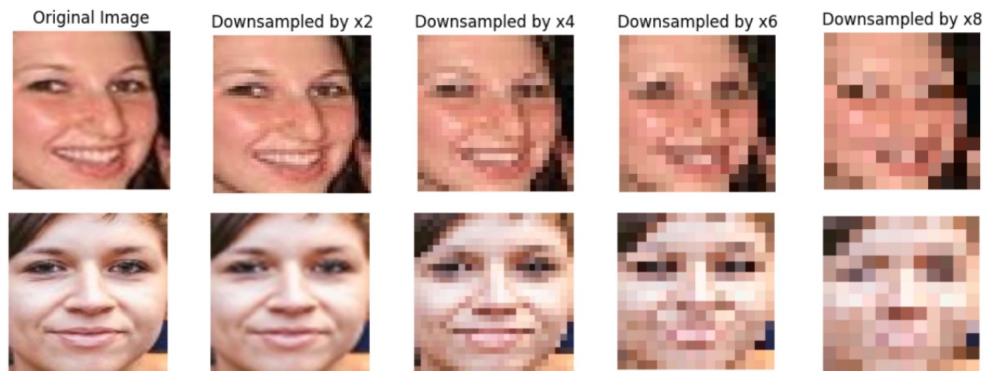 Original Image
Downsampled by x2
Downsampled by x4
Downsampled by x6
Downsampled by x8